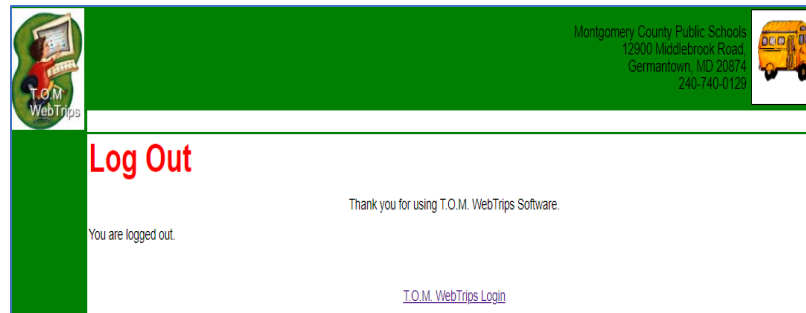 T.O.M
WebTrips
Montgomery County Public Schools
12900 Middlebrook Road,
Germantown, MD 20874
240-740-0129
Log Out
Thank you for using T.O.M. WebTrips Software.
You are logged out.
T.O.M. WebTrips Login